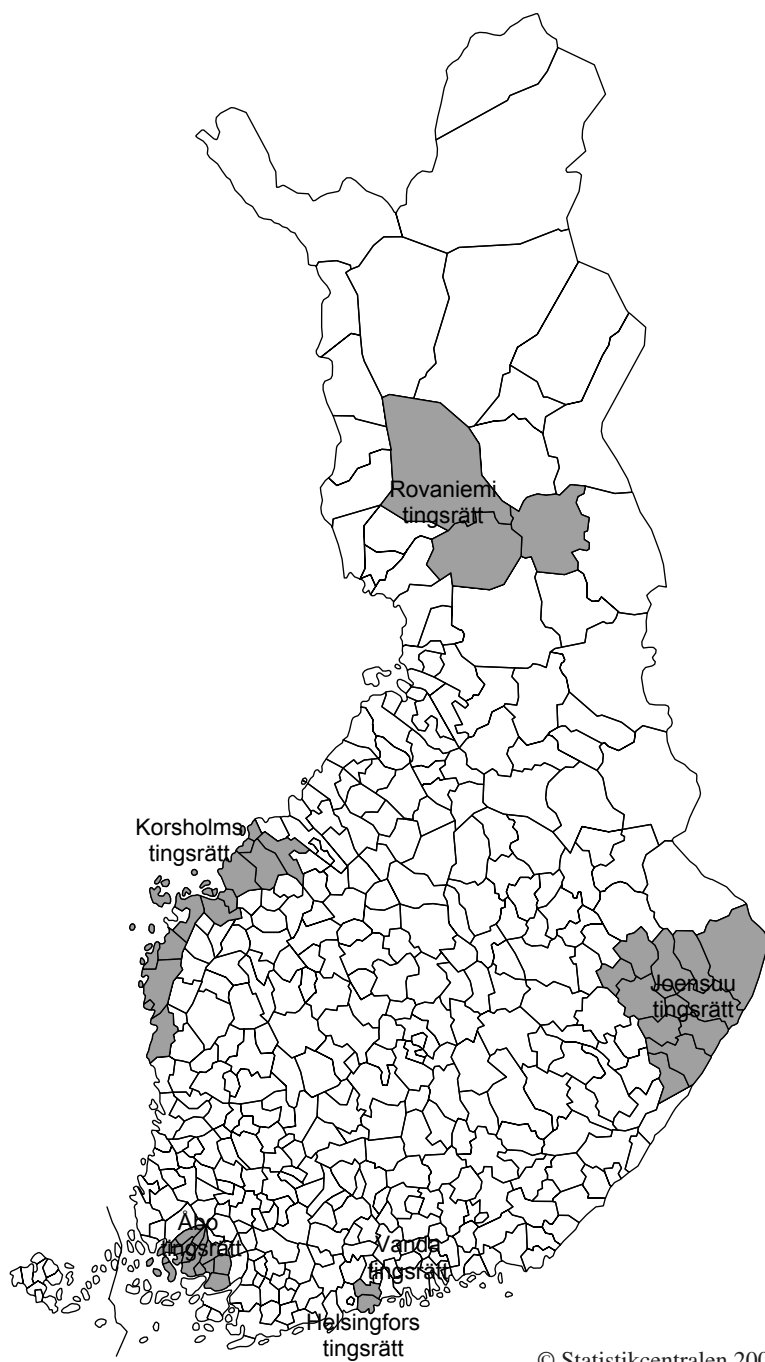 Rovaniemi
tingsrätt
Korsholms
tingsrätt
Joensuu
tingsrätt
Åbo
tingsrätt
Vanda
tingsrätt
Helsingfors
tingsrätt
© Statistikcentralen